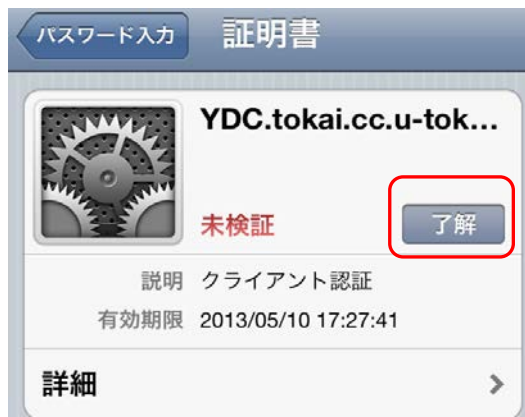 パスワード入力
証明書
YDC.tokai.cc.u-tok...
未検証
了解
説明 クライアント認証
有効期限 2013/05/10 17:27:41
詳細